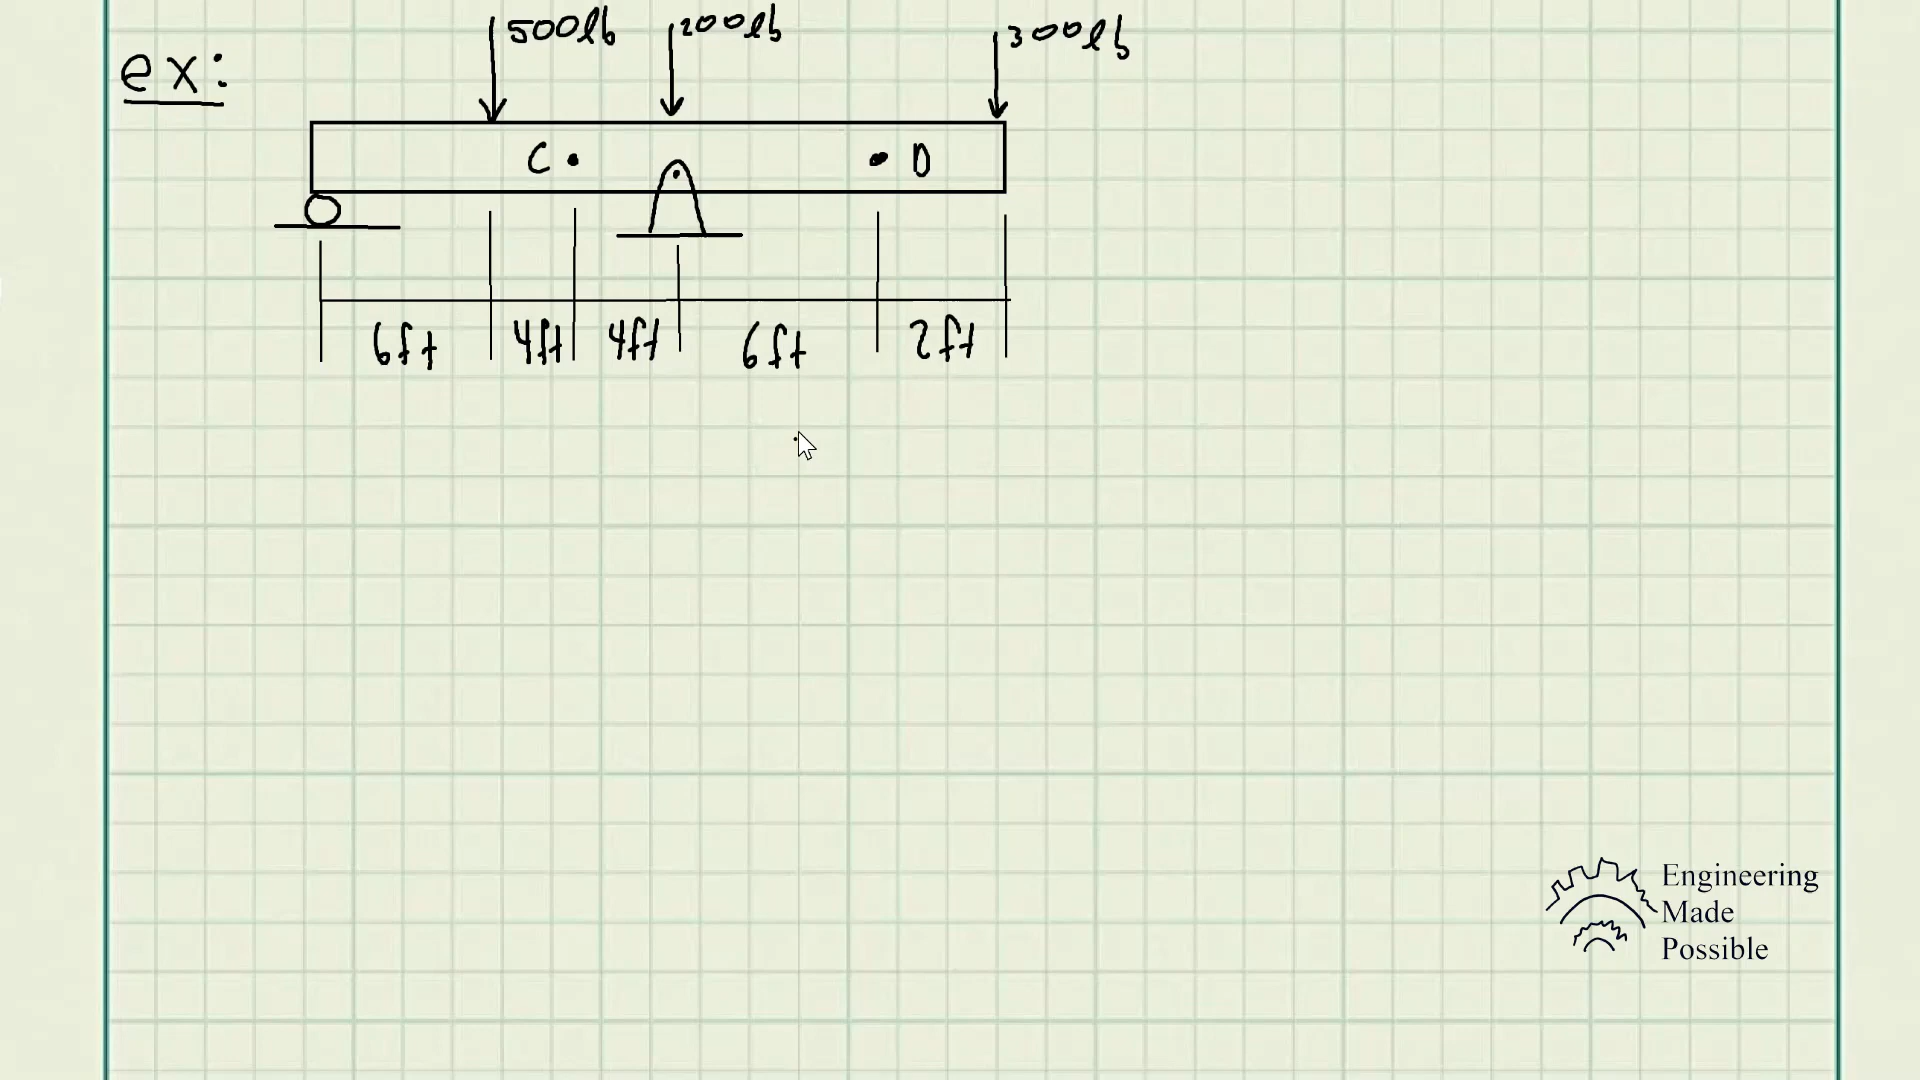 500lb 200lb 300lb
ex:
C D
6ft 4ft 4ft 6ft 2ft
Engineering
Made
Possible